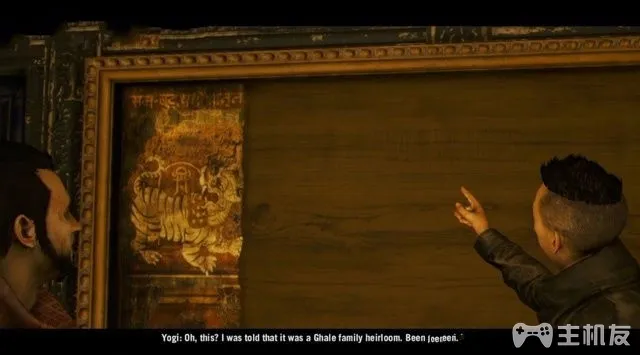 Yogi: Oh, this? I was told that it was a Ghale family heirloom. Been
主机友